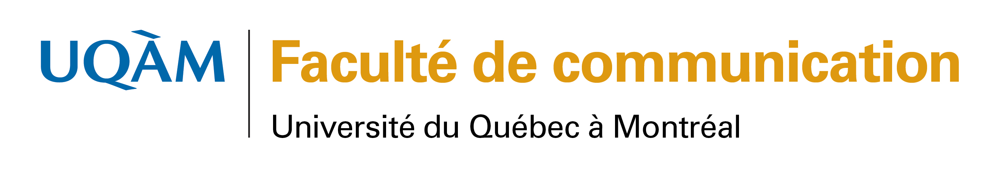 UQÀM
Faculté de communication
Université du Québec à Montréal